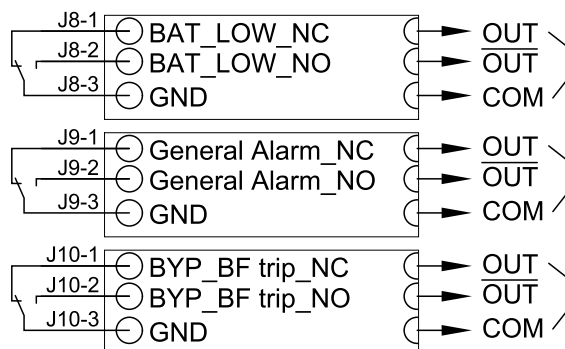 J8-1 BAT_LOW_NC OUT
J8-2 BAT_LOW_NO OUT
J8-3 GND COM
J9-1 General Alarm_NC OUT
J9-2 General Alarm_NO OUT
J9-3 GND COM
J10-1 BYP_BF trip_NC OUT
J10-2 BYP_BF trip_NO OUT
J10-3 GND COM